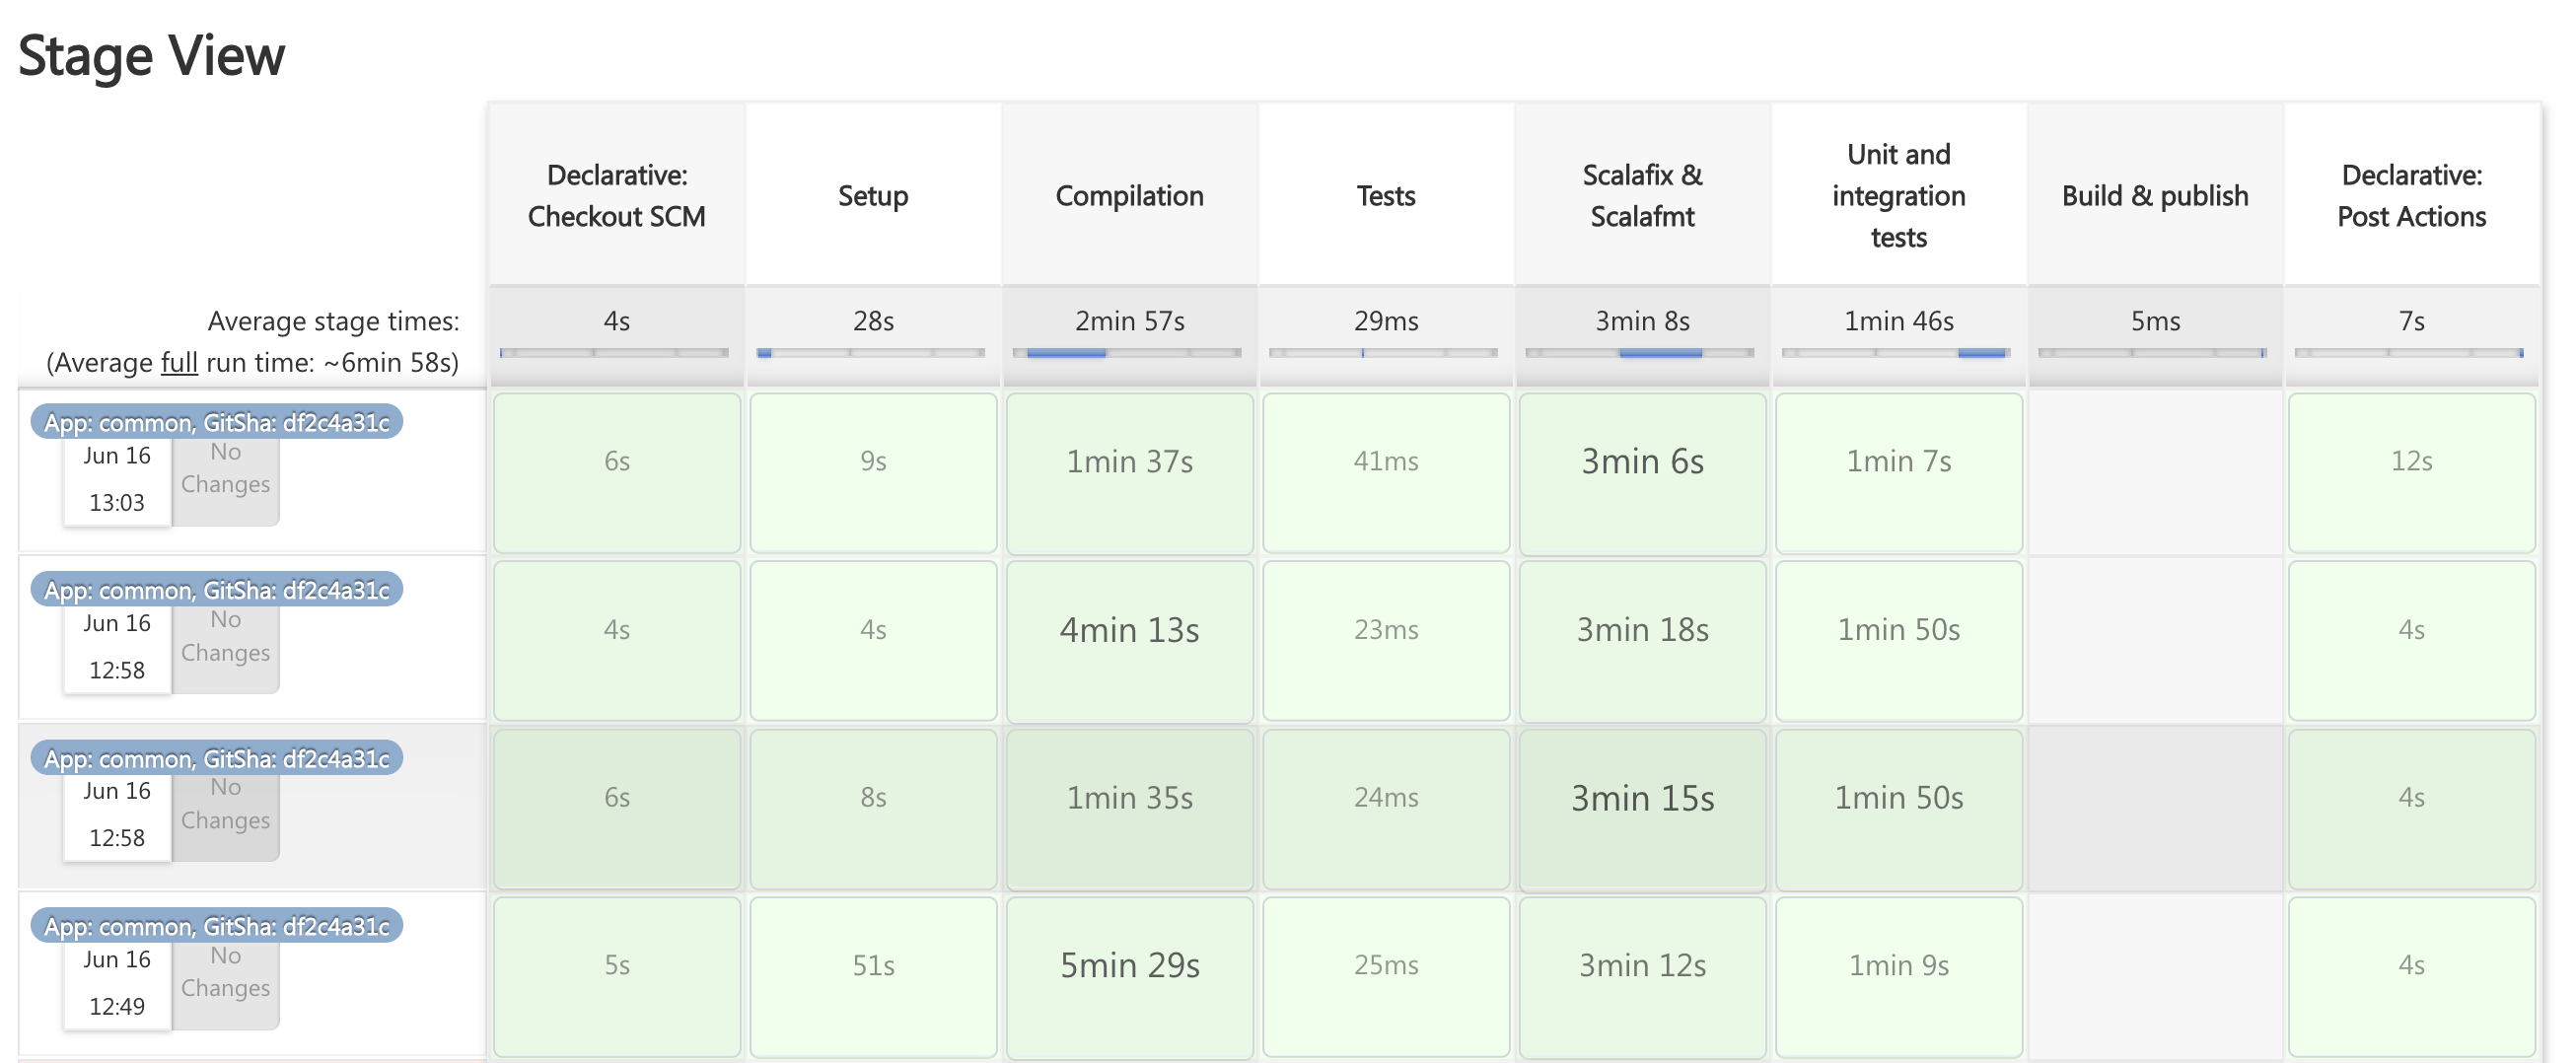 Stage View
Declarative:
Checkout SCM
Setup
Compilation
Tests
Scalafix &
Scalafmt
Unit and
integration
tests
Build & publish
Declarative:
Post Actions
Average stage times:
(Average full run time: ~6min 58s)
4s
28s
2min 57s
29ms
3min 8s
1min 46s
5ms
7s
App: common, GitSha: df2c4a31c
Jun 16
13:03
No
Changes
6s
9s
1min 37s
41ms
3min 6s
1min 7s
12s
App: common, GitSha: df2c4a31c
Jun 16
12:58
No
Changes
4s
4s
4min 13s
23ms
3min 18s
1min 50s
4s
App: common, GitSha: df2c4a31c
Jun 16
12:58
No
Changes
6s
8s
1min 35s
24ms
3min 15s
1min 50s
4s
App: common, GitSha: df2c4a31c
Jun 16
12:49
No
Changes
5s
51s
5min 29s
25ms
3min 12s
1min 9s
4s